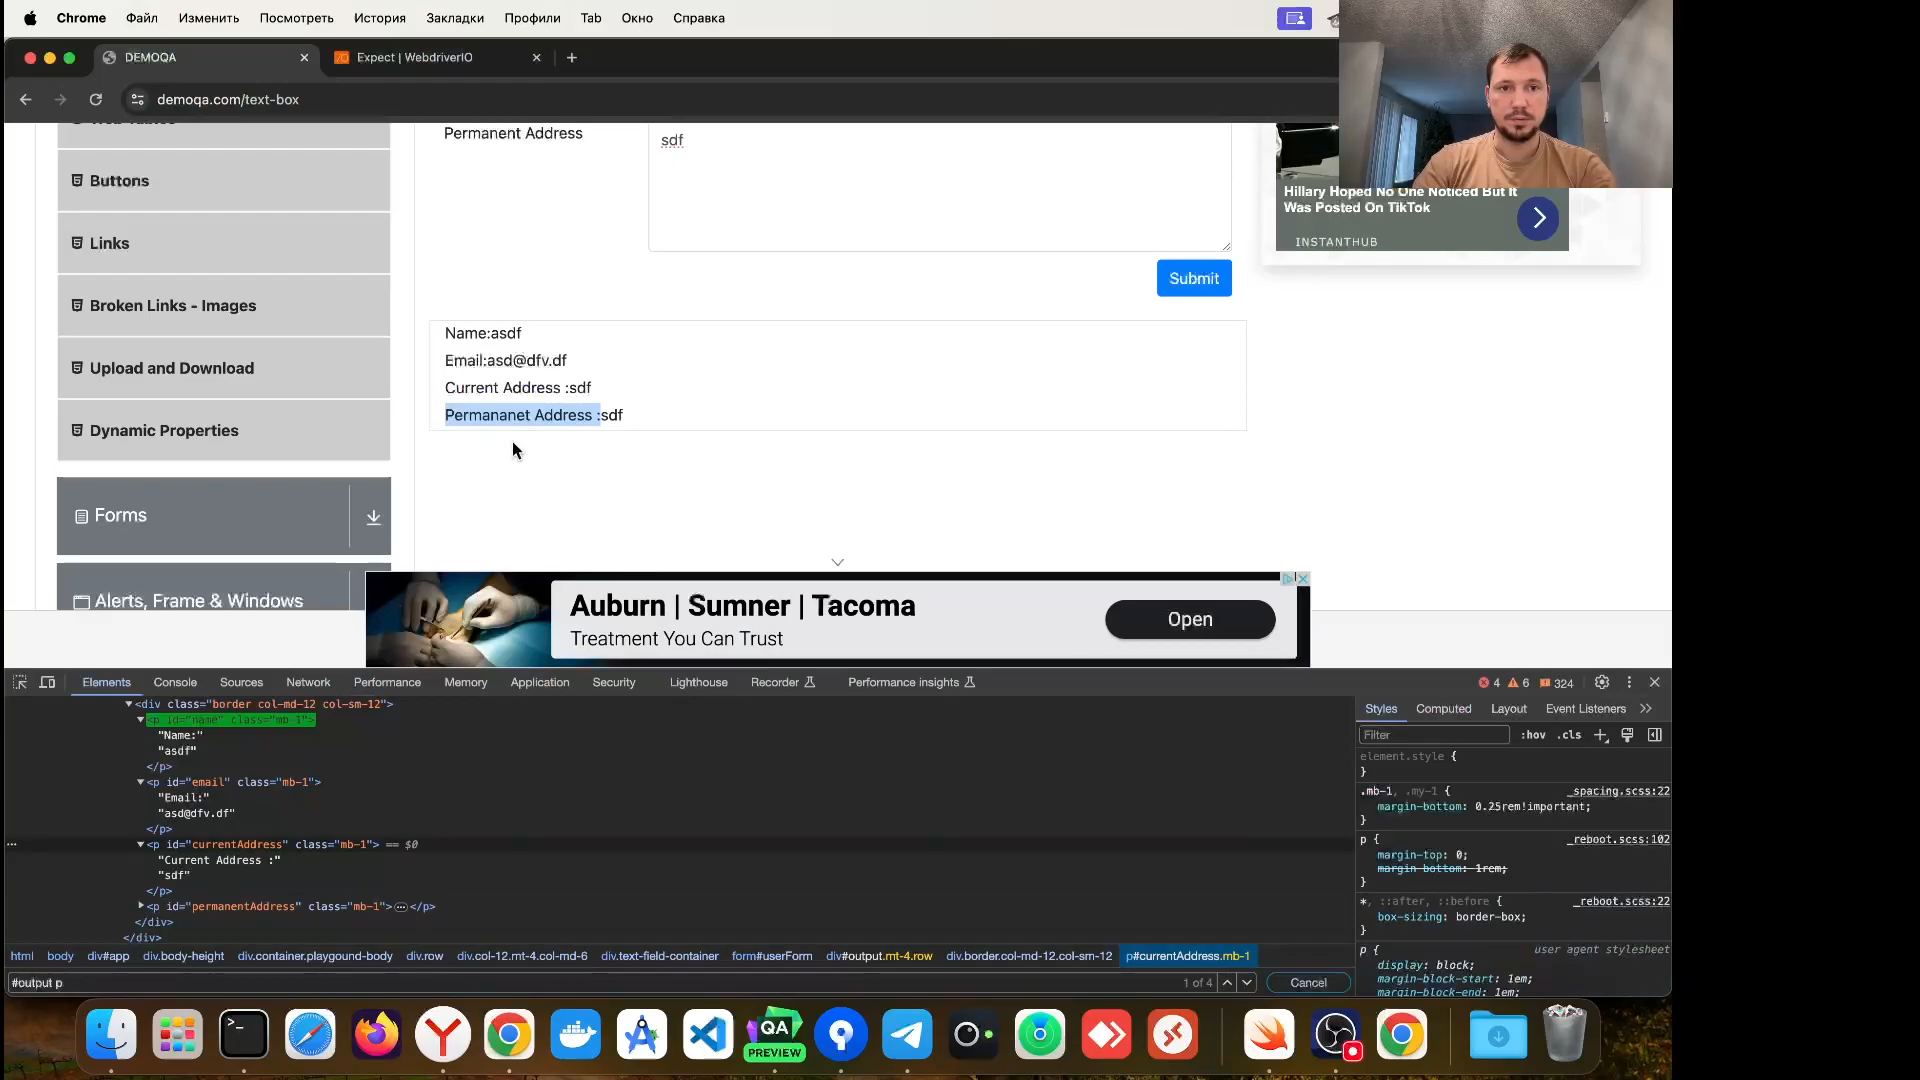 Chrome Файл Изменить Посмотреть История Закладки Профили Tab Окно Справка
DEMOQA
Expect | WebdriverIO
demoqa.com/text-box
Permanent Address
sdf
Buttons
Links
Broken Links - Images
Upload and Download
Dynamic Properties
Forms
Alerts, Frame & Windows
Submit
Name:asdf
Email:asd@dfv.df
Current Address :sdf
Permananet Address :sdf
Hillary Hoped No One Noticed But It
Was Posted On TikTok
INSTANTHUB
Auburn | Sumner | Tacoma
Treatment You Can Trust
Open
Elements Console Sources Network Performance Memory Application Security Lighthouse Recorder Performance insights
4 6 324
<div class="border col-md-12 col-sm-12">
<p id="name" class="mb-1">
"Name:"
"asdf"
</p>
<p id="email" class="mb-1">
"Email:"
"asd@dfv.df"
</p>
<p id="currentAddress" class="mb-1"> == $0
"Current Address :"
"sdf"
</p>
<p id="permanentAddress" class="mb-1">…</p>
</div>
</div>
html body div#app div.body-height div.container.playgound-body div.row div.col-12.mt-4.col-md-6 div.text-field-container form#userForm div#output.mt-4.row div.border.col-md-12.col-sm-12 p#currentAddress.mb-1
#output p
1 of 4
Cancel
Styles Computed Layout Event Listeners
Filter
:hov .cls
element.style {
}
.mb-1, .my-1 { _spacing.scss:22
margin-bottom: 0.25rem!important;
}
p { _reboot.scss:102
margin-top: 0;
margin-bottom: 1rem;
}
*, ::after, ::before { _reboot.scss:22
box-sizing: border-box;
}
p { user agent stylesheet
display: block;
margin-block-start: 1em;
margin-block-end: 1em;
QA
PREVIEW